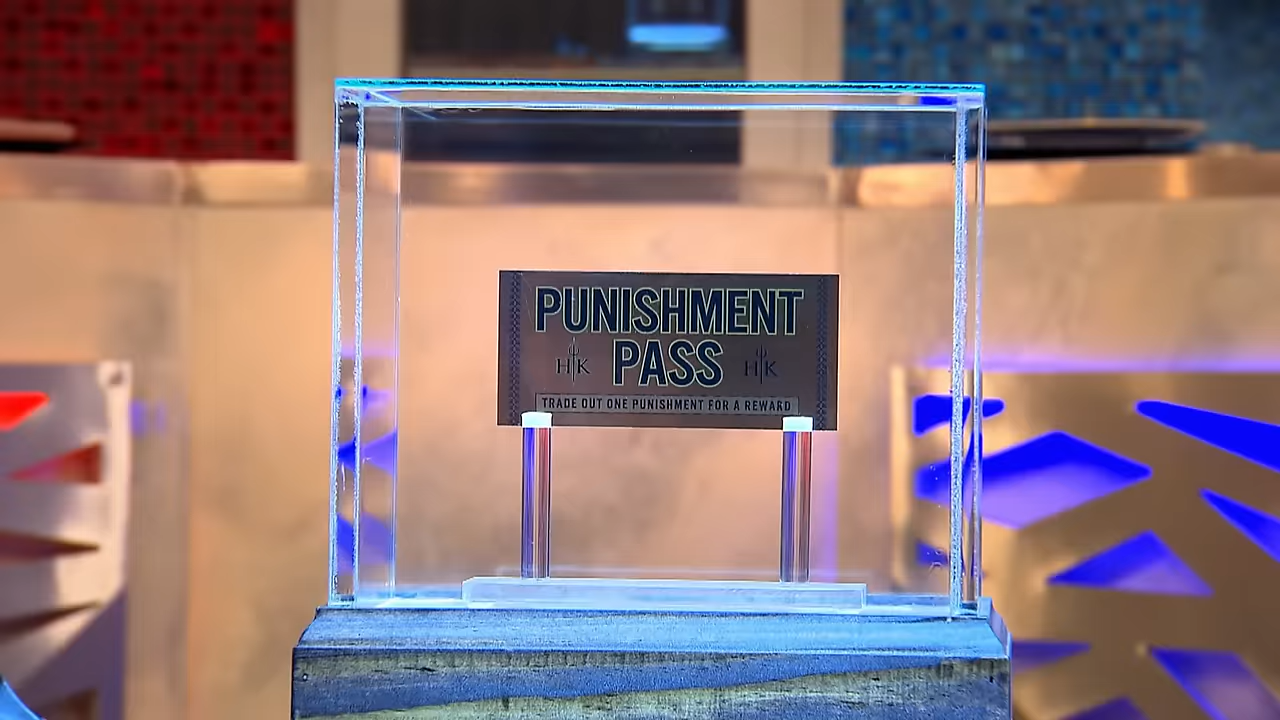 PUNISHMENT
PASS
HK HK
TRADE OUT ONE PUNISHMENT FOR A REWARD